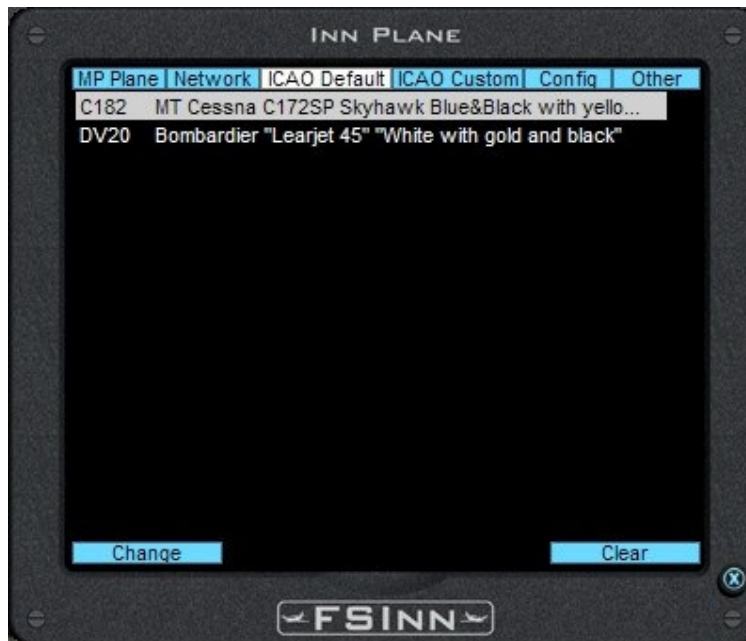 INN PLANE
MP Plane Network ICAO Default ICAO Custom Config Other
C182 MT Cessna C172SP Skyhawk Blue&Black with yello...
DV20 Bombardier "Learjet 45" "White with gold and black"
Change Clear
X
FSINN